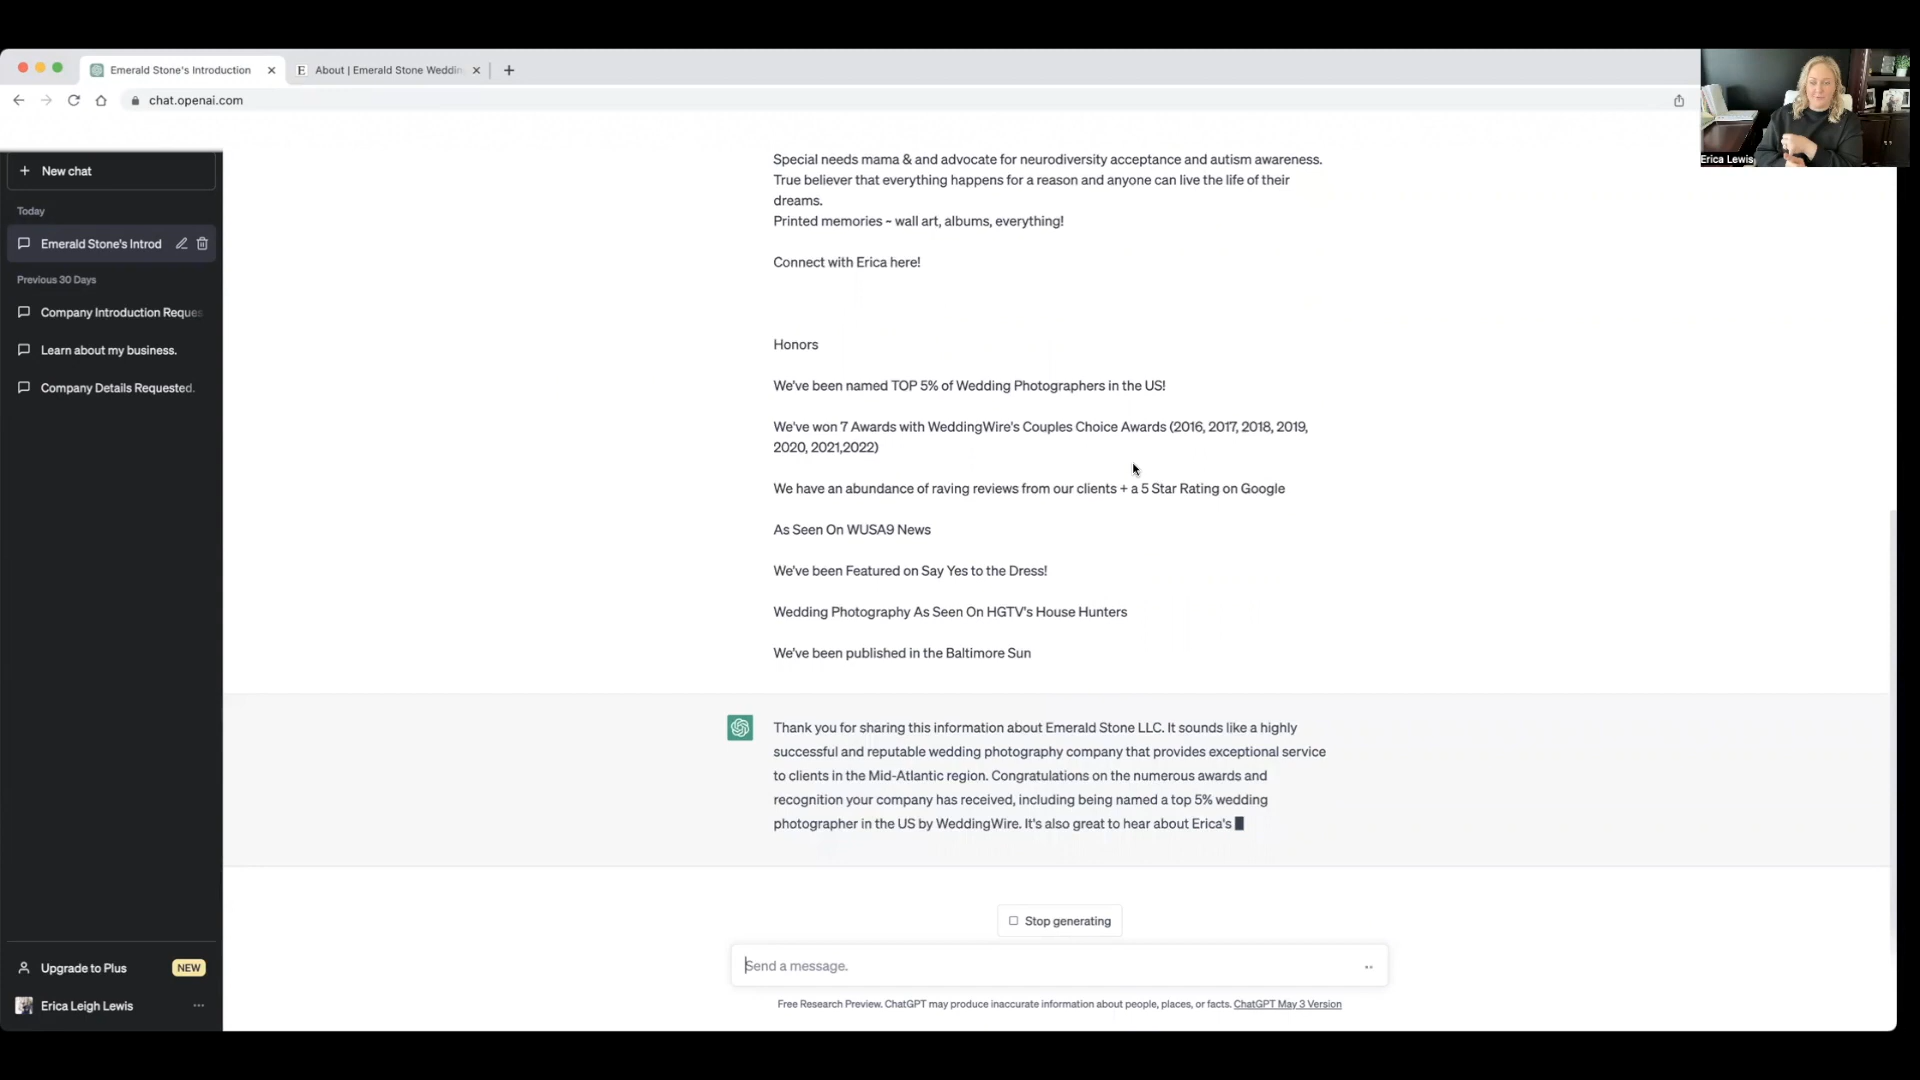 Emerald Stone's Introduction
About | Emerald Stone Weddin
chat.openai.com
Erica Lewis
New chat
Today
Emerald Stone's Introd
Previous 30 Days
Company Introduction Reques
Learn about my business.
Company Details Requested.
Upgrade to Plus NEW
Erica Leigh Lewis
Special needs mama & and advocate for neurodiversity acceptance and autism awareness.
True believer that everything happens for a reason and anyone can live the life of their
dreams.
Printed memories ~ wall art, albums, everything!
Connect with Erica here!
Honors
We've been named TOP 5% of Wedding Photographers in the US!
We've won 7 Awards with WeddingWire's Couples Choice Awards (2016, 2017, 2018, 2019,
2020, 2021,2022)
We have an abundance of raving reviews from our clients + a 5 Star Rating on Google
As Seen On WUSA9 News
We've been Featured on Say Yes to the Dress!
Wedding Photography As Seen On HGTV's House Hunters
We've been published in the Baltimore Sun
Thank you for sharing this information about Emerald Stone LLC. It sounds like a highly
successful and reputable wedding photography company that provides exceptional service
to clients in the Mid-Atlantic region. Congratulations on the numerous awards and
recognition your company has received, including being named a top 5% wedding
photographer in the US by WeddingWire. It's also great to hear about Erica's
Stop generating
Send a message.
Free Research Preview. ChatGPT may produce inaccurate information about people, places, or facts. ChatGPT May 3 Version